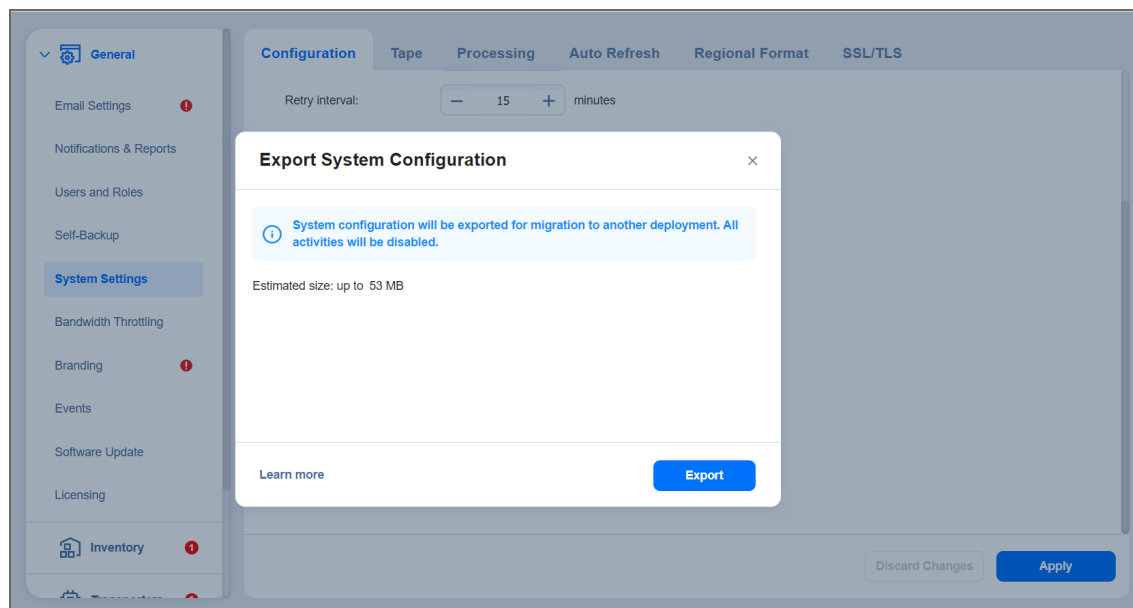 General
Email Settings
Notifications & Reports
Users and Roles
Self-Backup
System Settings
Bandwidth Throttling
Branding
Events
Software Update
Licensing
Inventory
1
Configuration
Tape
Processing
Auto Refresh
Regional Format
SSL/TLS
Retry interval:
15
minutes
Export System Configuration
System configuration will be exported for migration to another deployment. All
activities will be disabled.
Estimated size: up to 53 MB
Learn more
Export
Discard Changes
Apply